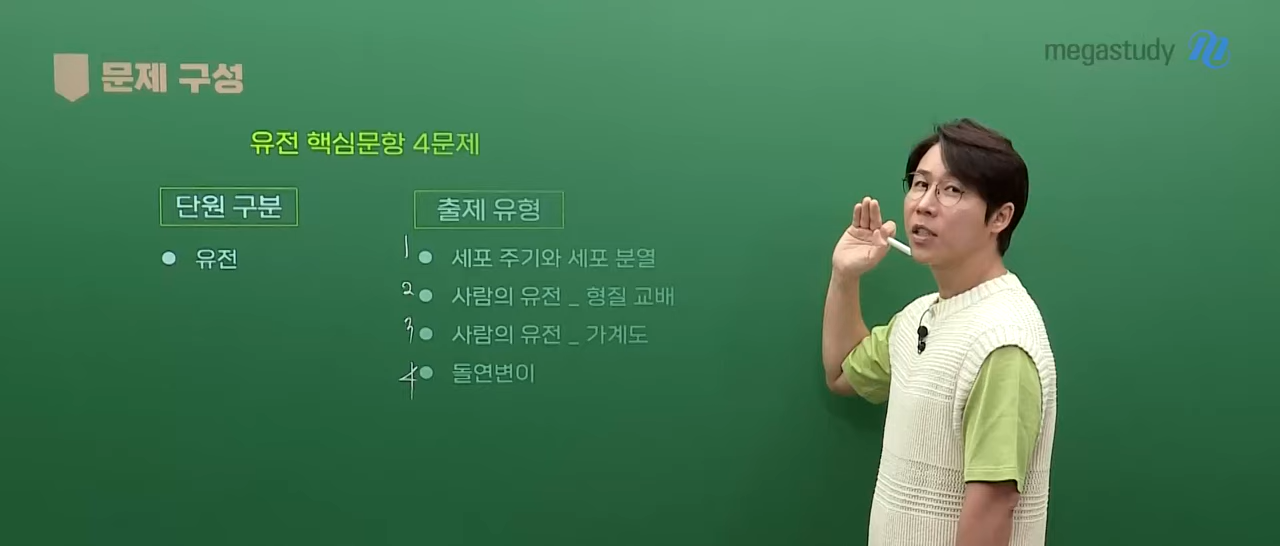 megastudy
문제 구성
유전 핵심문항 4문제
단원 구분
출제 유형
유전
1 세포 주기와 세포 분열
2 사람의 유전 _ 형질 교배
3 사람의 유전 _ 가계도
4 돌연변이